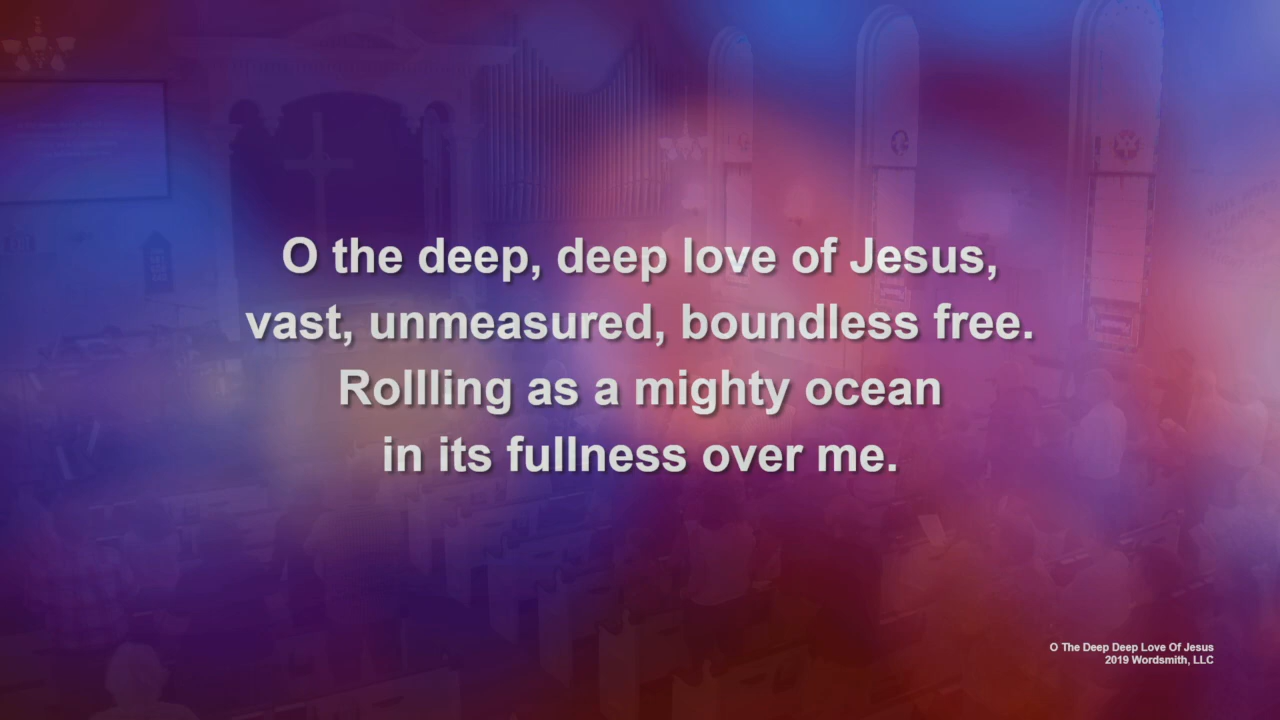 O the deep, deep love of Jesus,
vast, unmeasured, boundless free.
Rollling as a mighty ocean
in its fullness over me.
O The Deep Deep Love Of Jesus
2019 Wordsmith, LLC